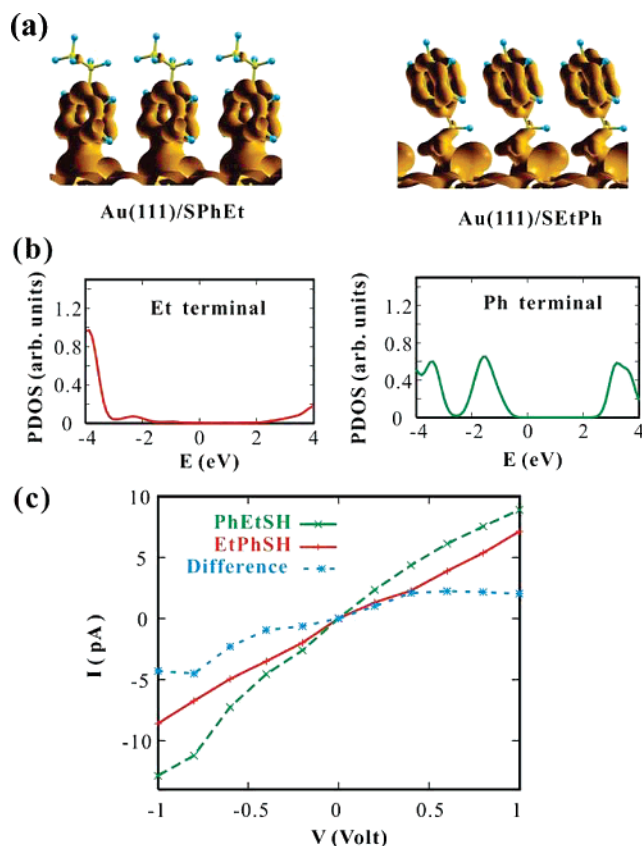 (a)
Au(111)/SPhEt
Au(111)/SEtPh
(b)
PDOS (arb. units)
1.2
0.8
0.4
0
Et terminal
-4 -2 0 2 4
E (eV)
PDOS (arb. units)
1.2
0.8
0.4
0
Ph terminal
-4 -2 0 2 4
E (eV)
(c)
I ( pA)
10
5
0
-5
-10
PhEtSH
EtPhSH
Difference
-1 -0.5 0 0.5 1
V (Volt)